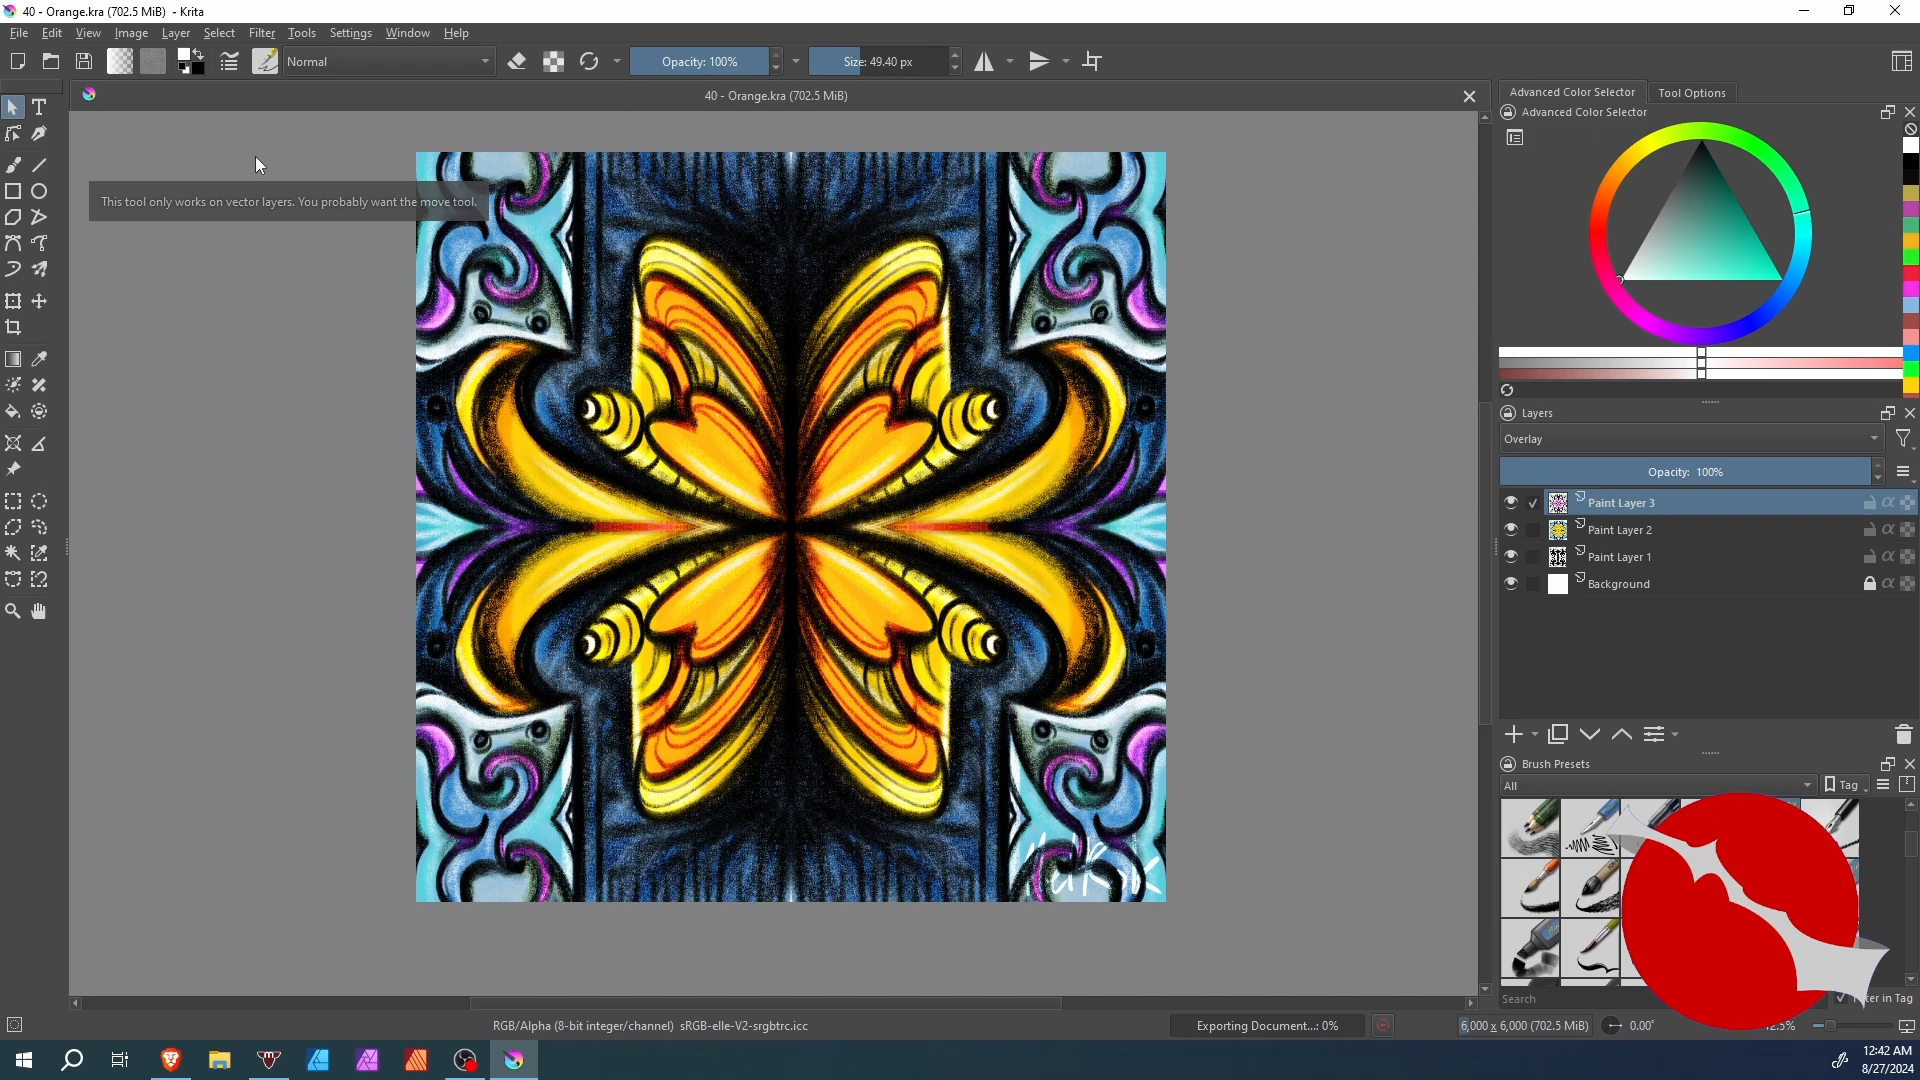 40 - Orange.kra (702.5 MiB) - Krita
File Edit View Image Layer Select Filter Tools Settings Window Help
Normal
Opacity: 100%
Size: 49.40 px
40 - Orange.kra (702.5 MiB)
This tool only works on vector layers. You probably want the move tool.
Advanced Color Selector
Tool Options
Advanced Color Selector
Layers
Overlay
Opacity: 100%
Paint Layer 3
Paint Layer 2
Paint Layer 1
Background
Brush Presets
All
Tag
Search
in Tag
RGB/Alpha (8-bit integer/channel) sRGB-elle-V2-srgbtrc.icc
Exporting Document...: 0%
6,000 x 6,000 (702.5 MiB)
0.00°
12:42 AM
8/27/2024